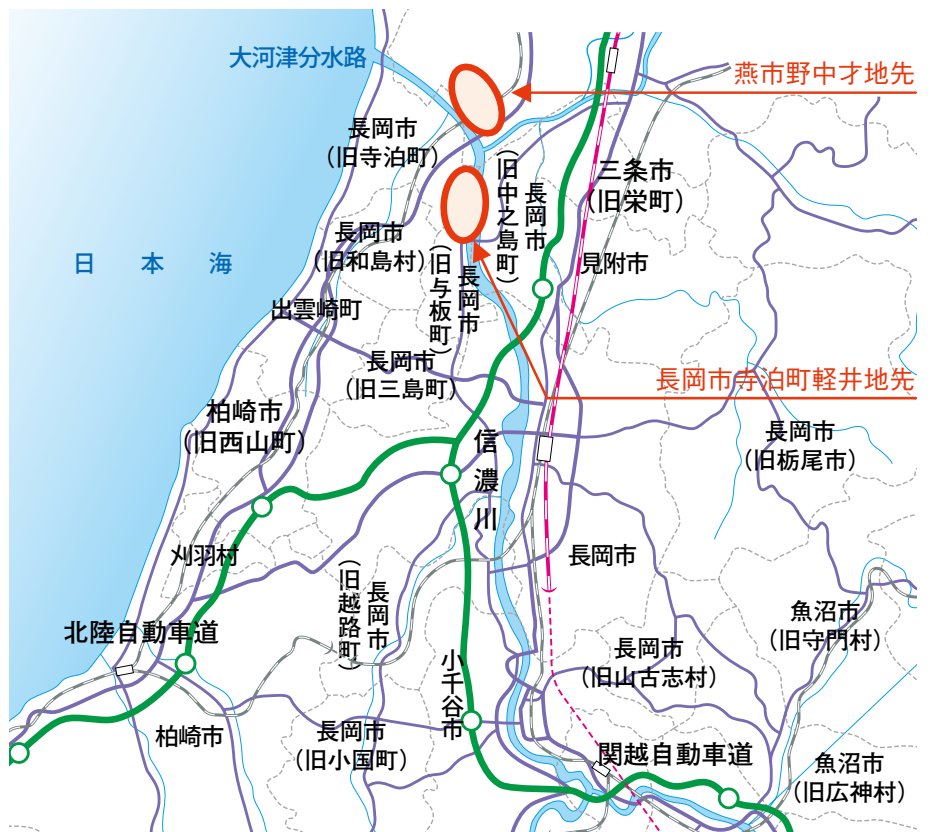 大河津分水路
燕市野中才地先
長岡市
（旧寺泊町）
三条市
（旧栄町）
長岡市
（旧中之島町）
長岡市
（旧和島村）
日本海
見附市
長岡市
（旧与板町）
出雲崎町
長岡市
（旧三島町）
長岡市寺泊町軽井地先
柏崎市
（旧西山町）
信濃川
長岡市
（旧栃尾市）
刈羽村
長岡市
長岡市
（旧越路町）
北陸自動車道
魚沼市
（旧守門村）
長岡市
（旧山古志村）
小千谷市
柏崎市
長岡市
（旧小国町）
関越自動車道
魚沼市
（旧広神村）